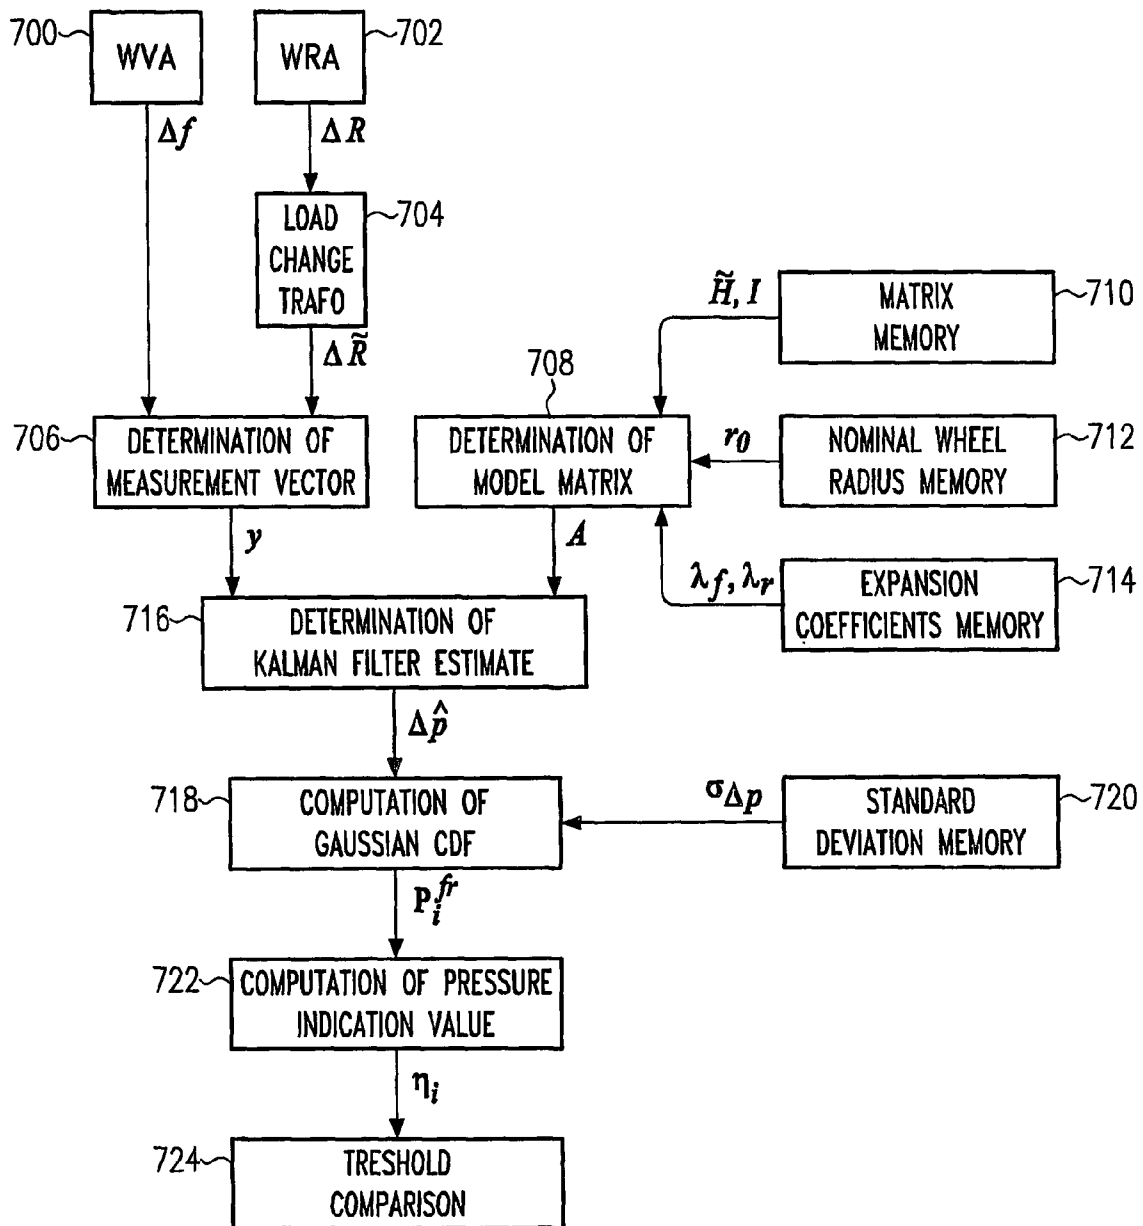 700
WVA
WRA
702
Δf
ΔR
LOAD
CHANGE
TRAFO
704
ΔR̃
H̃, I
MATRIX
MEMORY
710
708
706
DETERMINATION OF
MEASUREMENT VECTOR
DETERMINATION OF
MODEL MATRIX
r0
NOMINAL WHEEL
RADIUS MEMORY
712
y
A
λf, λr
EXPANSION
COEFFICIENTS MEMORY
714
716
DETERMINATION OF
KALMAN FILTER ESTIMATE
Δp̂
718
COMPUTATION OF
GAUSSIAN CDF
σΔp
STANDARD
DEVIATION MEMORY
720
P_i^fr
722
COMPUTATION OF PRESSURE
INDICATION VALUE
ηi
724
TRESHOLD
COMPARISON